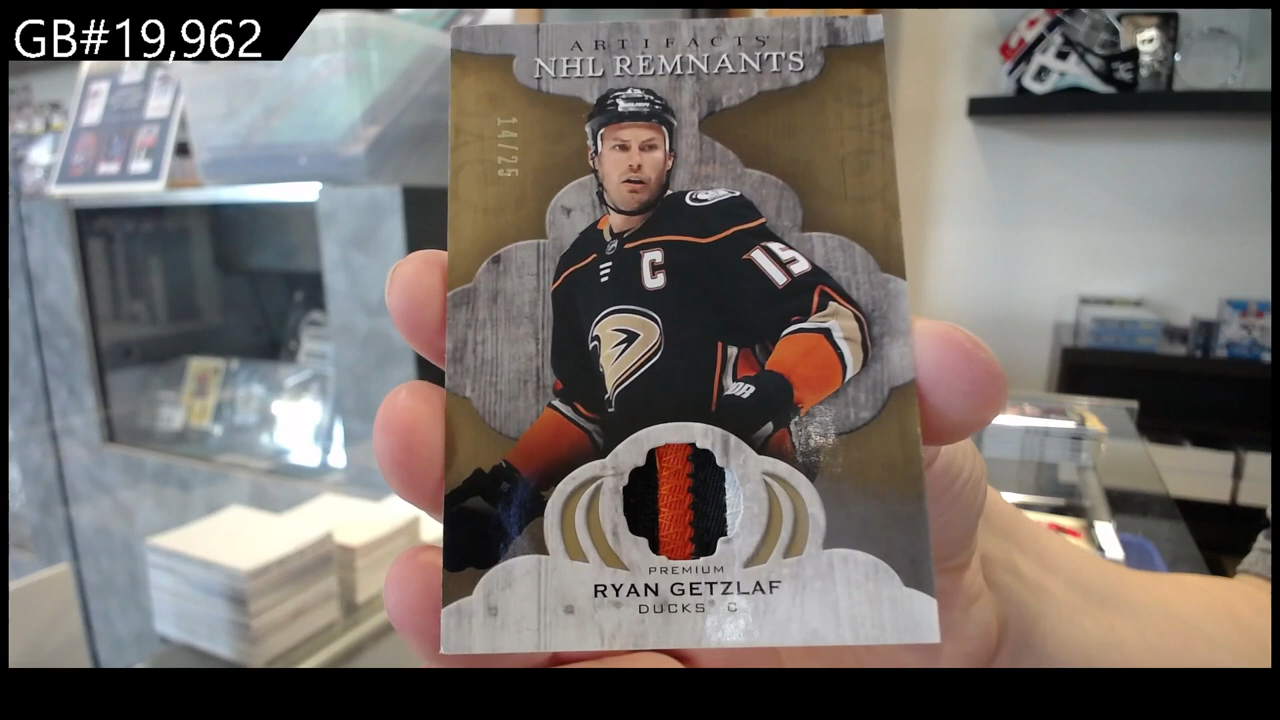 GB#19,962
ARTIFACTS
NHL REMNANTS
14/25
C
15
PREMIUM
RYAN GETZLAF
DUCKS C